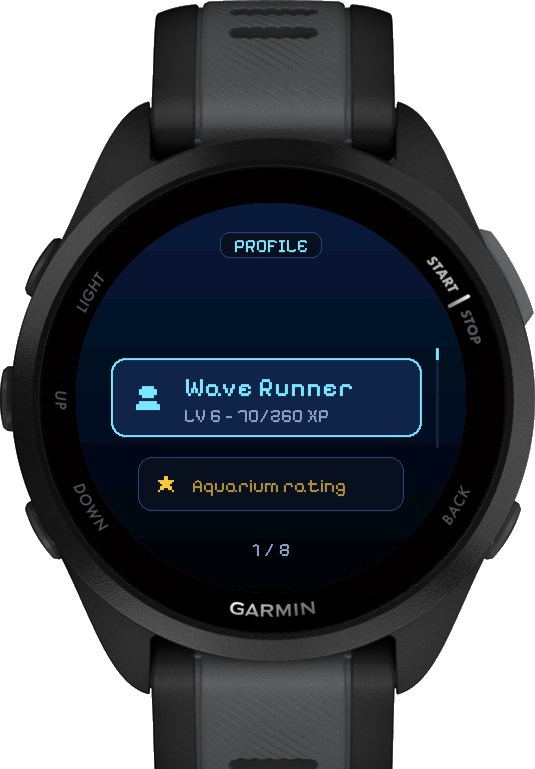 PROFILE
START
STOP
LIGHT
Wave Runner
LV 6 - 70/260 XP
UP
Aquarium rating
DOWN
BACK
1 / 8
GARMIN